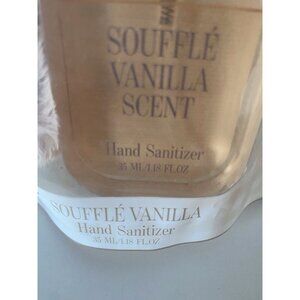 SOUFFLÉ
VANILLA
SCENT
Hand Sanitizer
35 ML/1.18 FL.OZ
SOUFFLÉ VANILLA
Hand Sanitizer
35 ML/1.18 FL.OZ